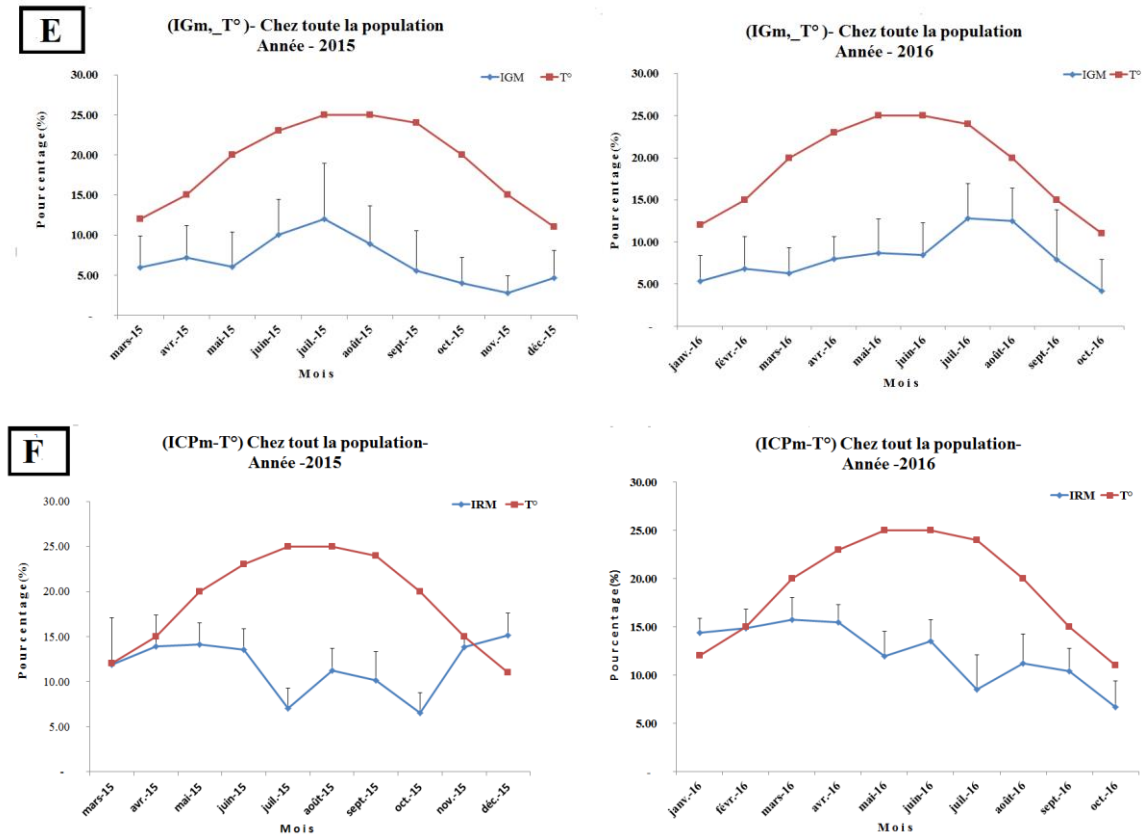 E
(IGm,_T° )- Chez toute la population
Année - 2015
IGM T°
Pourcentage(%)
30.00
25.00
20.00
15.00
10.00
5.00
-
mars-15 avr.-15 mai-15 juin-15 juil.-15 août-15 sept.-15 oct.-15 nov.-15 déc.-15
Mois
(IGm,_T° )- Chez toute la population
Année - 2016
IGM T°
Pourcentage(%)
30.00
25.00
20.00
15.00
10.00
5.00
-
janv.-16 févr.-16 mars-16 avr.-16 mai-16 juin-16 juil.-16 août-16 sept.-16 oct.-16
Mois
F
(ICPm-T°) Chez tout la population-
Année -2015
IRM T°
Pourcentage(%)
30.00
25.00
20.00
15.00
10.00
5.00
-
mars-15 avr.-15 mai-15 juin-15 juil.-15 août-15 sept.-15 oct.-15 nov.-15 déc.-15
Mois
(ICPm-T°) Chez tout la population-
Année -2016
IRM T°
Pourcentage(%)
30.00
25.00
20.00
15.00
10.00
5.00
-
janv.-16 févr.-16 mars-16 avr.-16 mai-16 juin-16 juil.-16 août-16 sept.-16 oct.-16
Mois